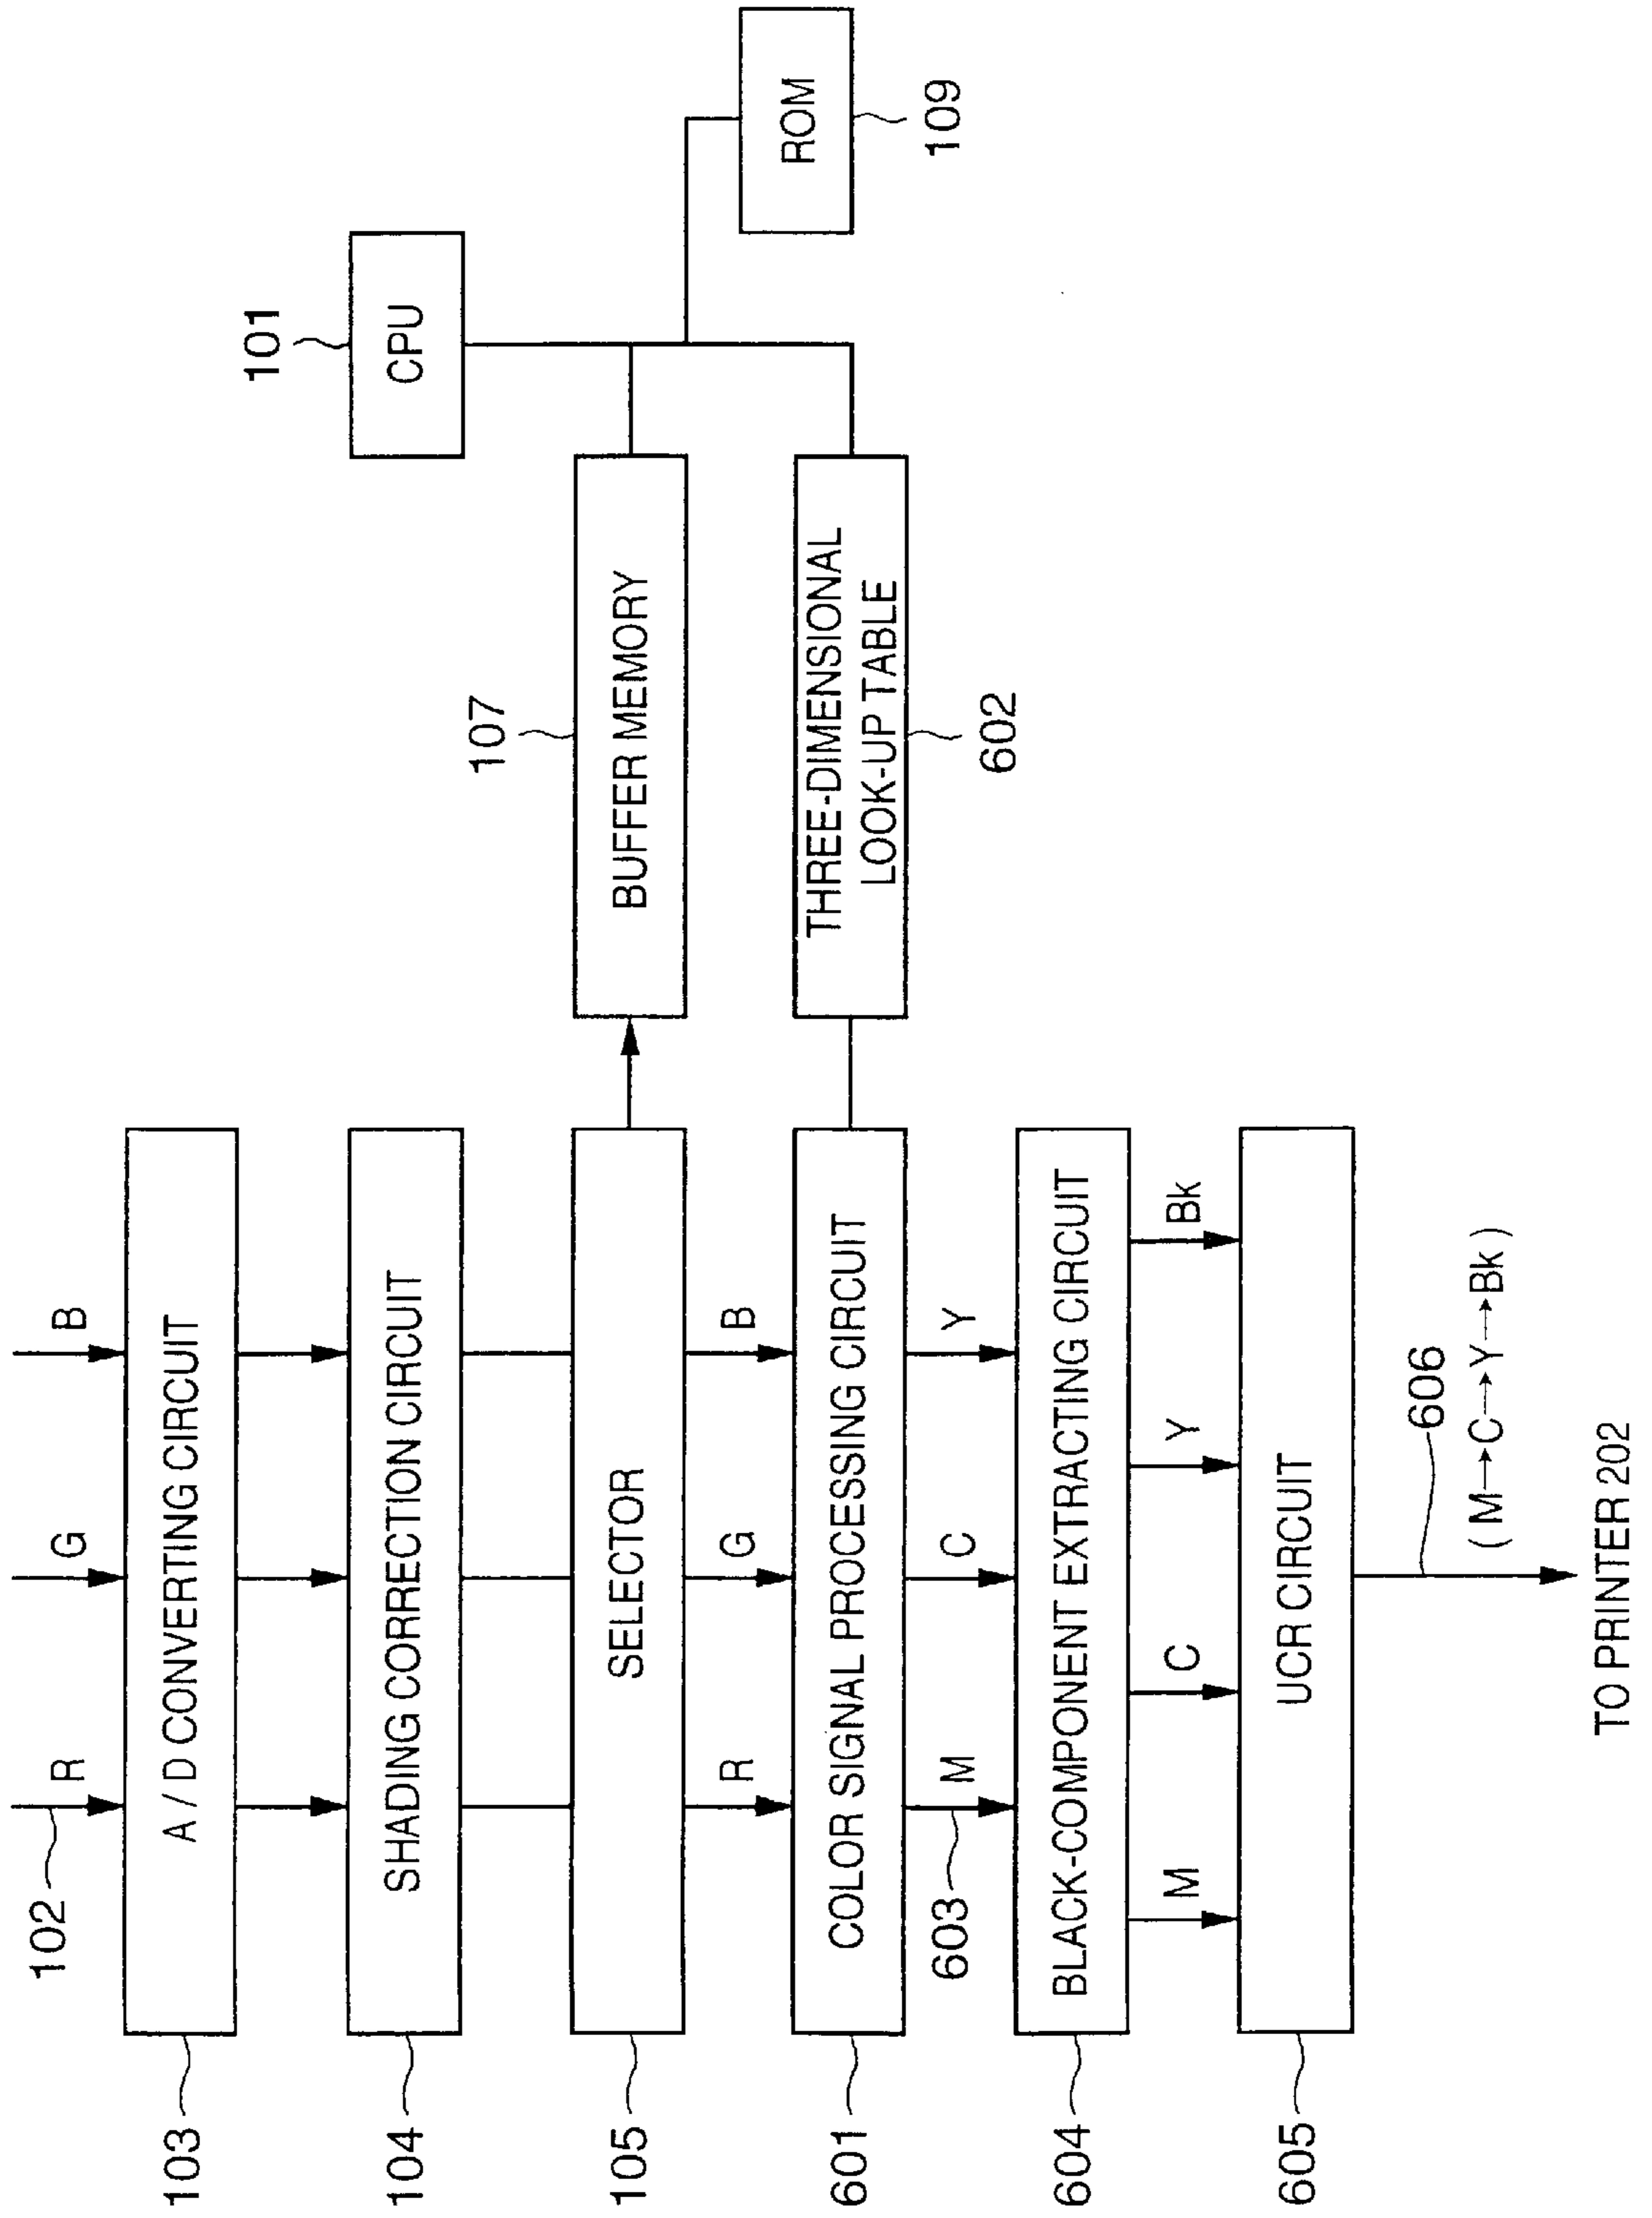 102
R
G
B
103
A / D CONVERTING CIRCUIT
104
SHADING CORRECTION CIRCUIT
105
SELECTOR
107
BUFFER MEMORY
101
CPU
ROM
109
R
G
B
601
COLOR SIGNAL PROCESSING CIRCUIT
THREE-DIMENSIONAL
LOOK-UP TABLE
602
603
M
C
Y
604
BLACK-COMPONENT EXTRACTING CIRCUIT
M
C
Y
Bk
605
UCR CIRCUIT
606
( M→C→Y→Bk )
TO PRINTER 202